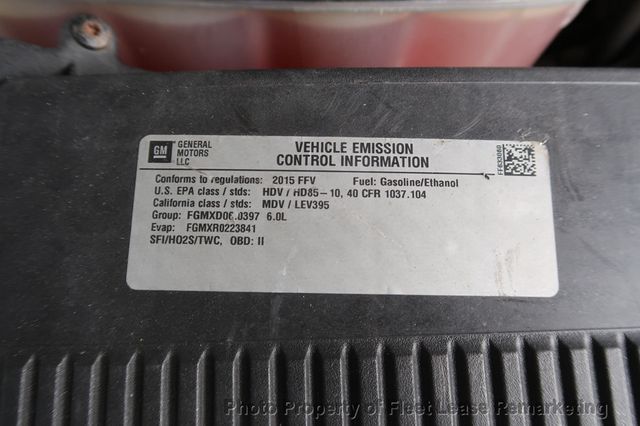 GM GENERAL MOTORS LLC
VEHICLE EMISSION
CONTROL INFORMATION
FF633060
Conforms to regulations: 2015 FFV Fuel: Gasoline/Ethanol
U.S. EPA class / stds: HDV / HD85-10, 40 CFR 1037.104
California class / stds: MDV / LEV395
Group: FGMXD06.0397 6.0L
Evap: FGMXR0223841
SFI/HO2S/TWC, OBD: II
Photo Property of Fleet Lease Remarketing